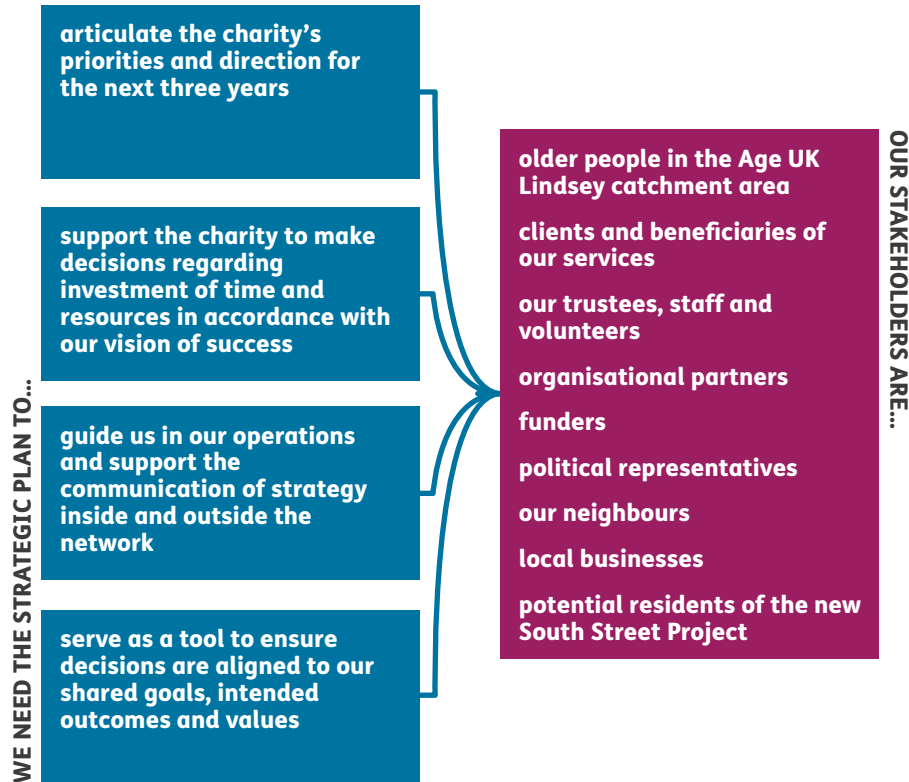 WE NEED THE STRATEGIC PLAN TO...
articulate the charity's
priorities and direction for
the next three years
support the charity to make
decisions regarding
investment of time and
resources in accordance with
our vision of success
guide us in our operations
and support the
communication of strategy
inside and outside the
network
serve as a tool to ensure
decisions are aligned to our
shared goals, intended
outcomes and values
OUR STAKEHOLDERS ARE...
older people in the Age UK
Lindsey catchment area
clients and beneficiaries of
our services
our trustees, staff and
volunteers
organisational partners
funders
political representatives
our neighbours
local businesses
potential residents of the new
South Street Project